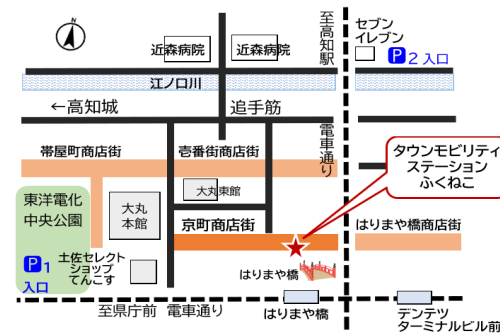 至高知駅
セブン
イレブン
近森病院
近森病院
P2 入口
江ノ口川
←高知城
追手筋
電車通り
帯屋町商店街
壱番街商店街
タウンモビリティ
ステーション
ふくねこ
東洋電化
中央公園
大丸
本館
大丸東館
京町商店街
はりまや橋商店街
P1
入口
土佐セレクト
ショップ
てんこす
はりまや橋
至県庁前 電車通り
はりまや橋
デンテツ
ターミナルビル前